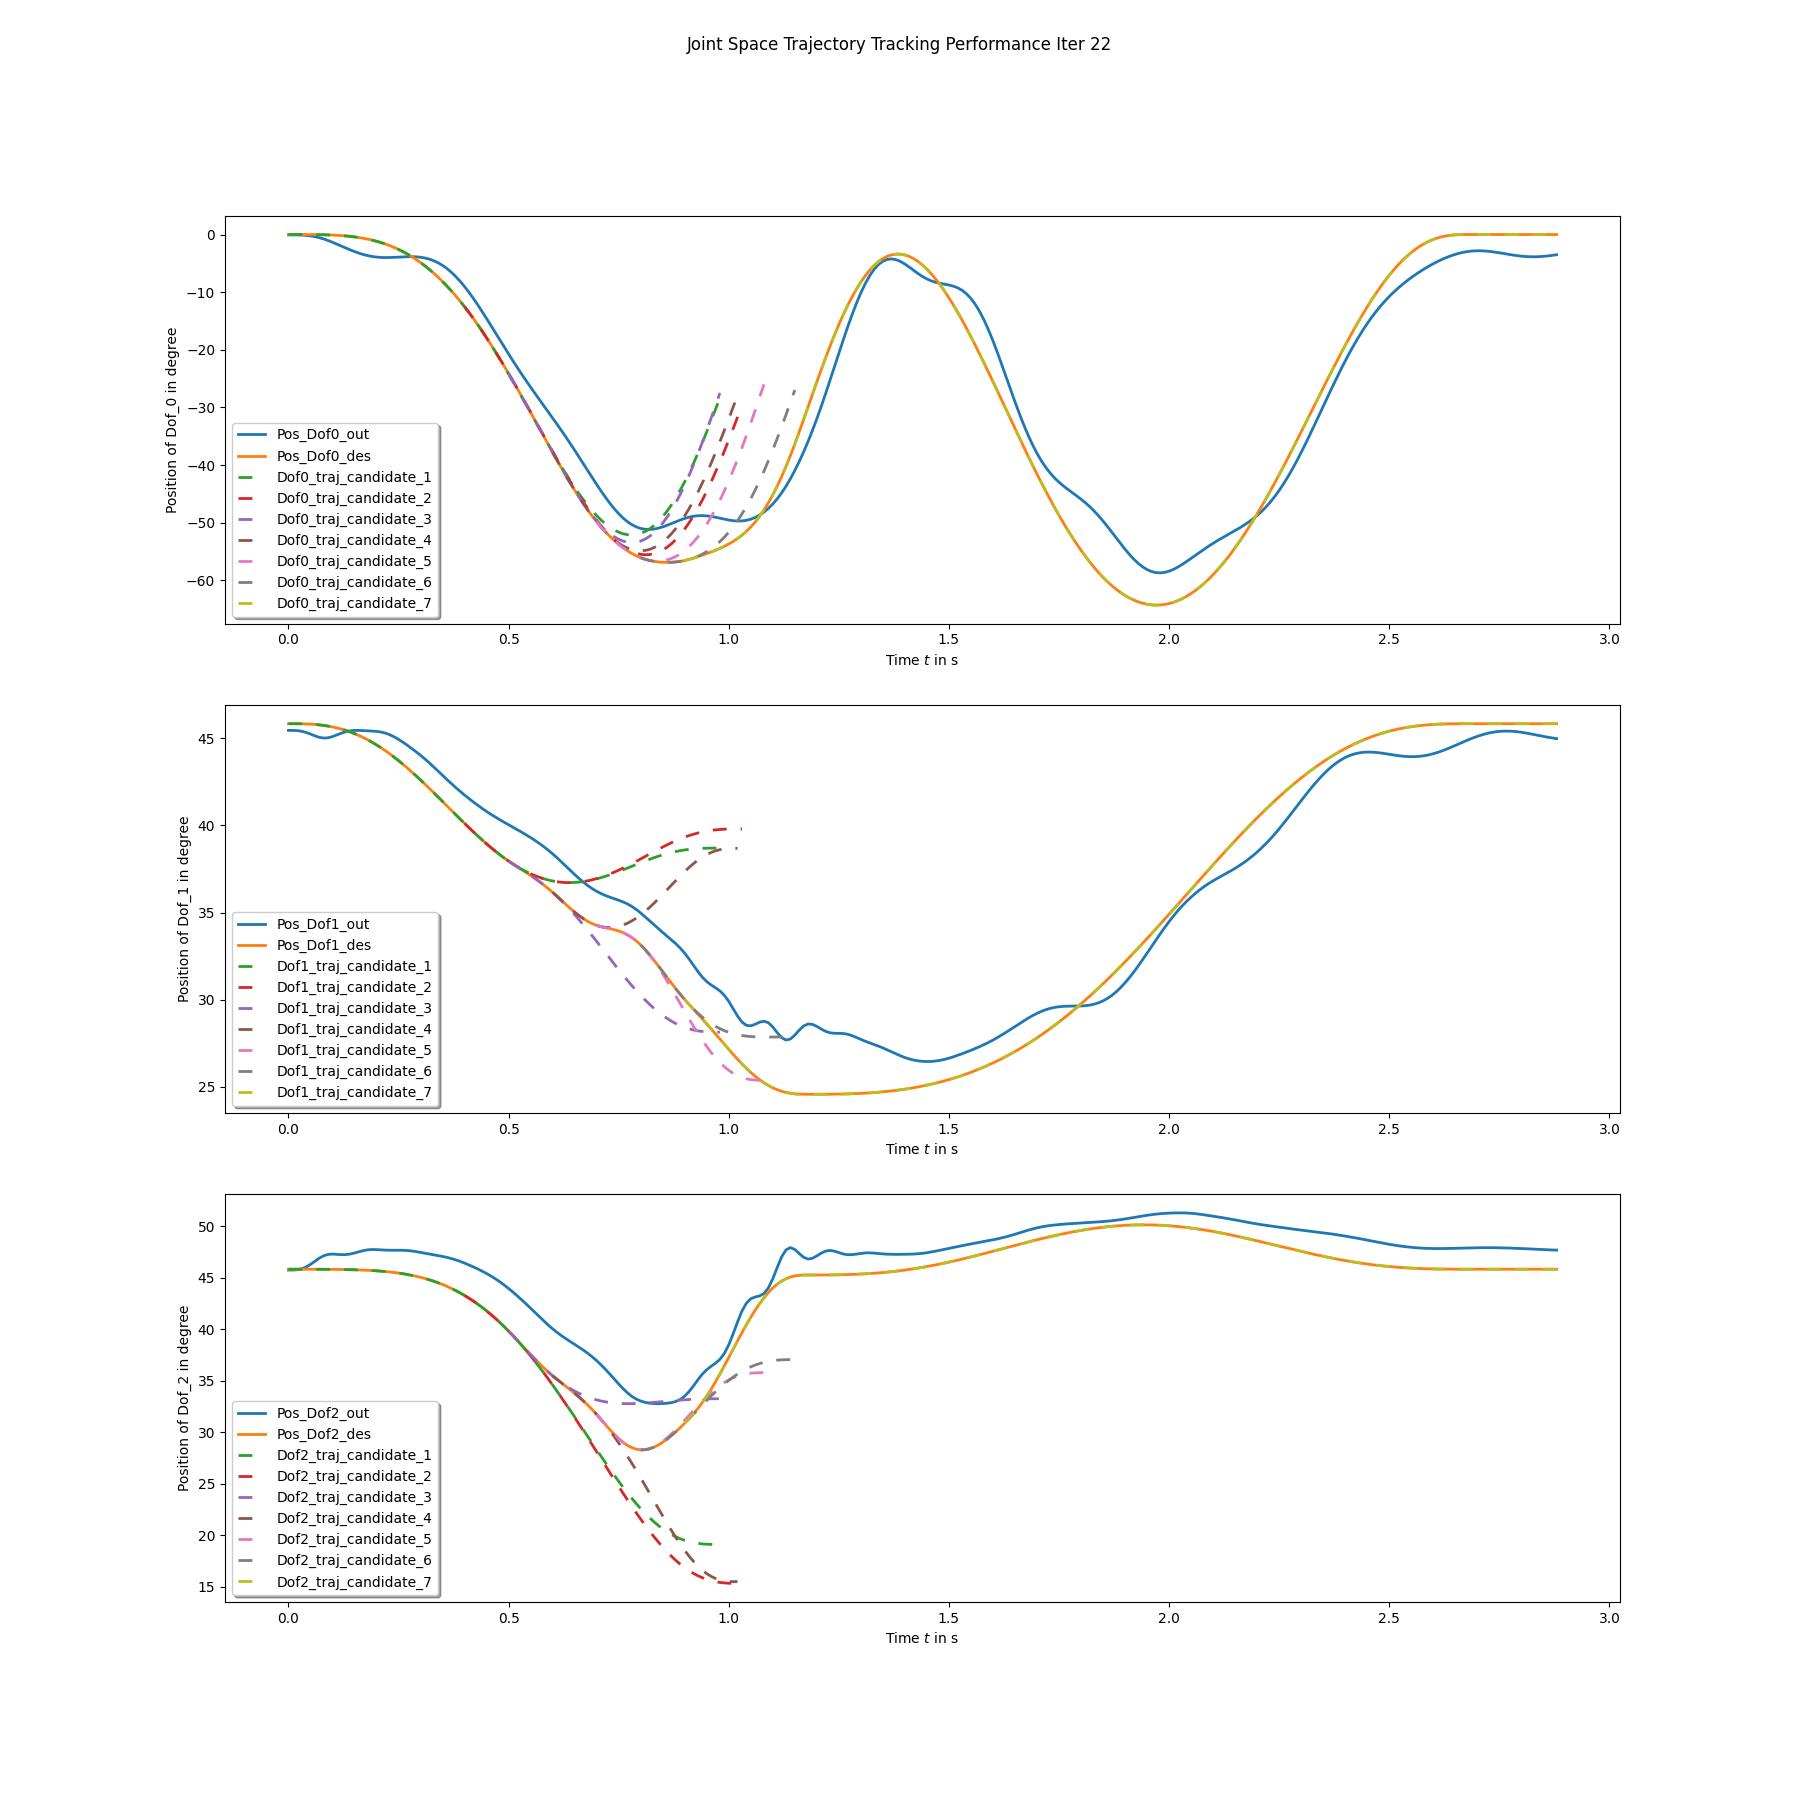 Joint Space Trajectory Tracking Performance Iter 22
Position of Dof_0 in degree
0
−10
−20
−30
−40
−50
−60
Pos_Dof0_out
Pos_Dof0_des
Dof0_traj_candidate_1
Dof0_traj_candidate_2
Dof0_traj_candidate_3
Dof0_traj_candidate_4
Dof0_traj_candidate_5
Dof0_traj_candidate_6
Dof0_traj_candidate_7
0.0 0.5 1.0 1.5 2.0 2.5 3.0
Time t in s
Position of Dof_1 in degree
45
40
35
30
25
Pos_Dof1_out
Pos_Dof1_des
Dof1_traj_candidate_1
Dof1_traj_candidate_2
Dof1_traj_candidate_3
Dof1_traj_candidate_4
Dof1_traj_candidate_5
Dof1_traj_candidate_6
Dof1_traj_candidate_7
0.0 0.5 1.0 1.5 2.0 2.5 3.0
Time t in s
Position of Dof_2 in degree
50
45
40
35
30
25
20
15
Pos_Dof2_out
Pos_Dof2_des
Dof2_traj_candidate_1
Dof2_traj_candidate_2
Dof2_traj_candidate_3
Dof2_traj_candidate_4
Dof2_traj_candidate_5
Dof2_traj_candidate_6
Dof2_traj_candidate_7
0.0 0.5 1.0 1.5 2.0 2.5 3.0
Time t in s